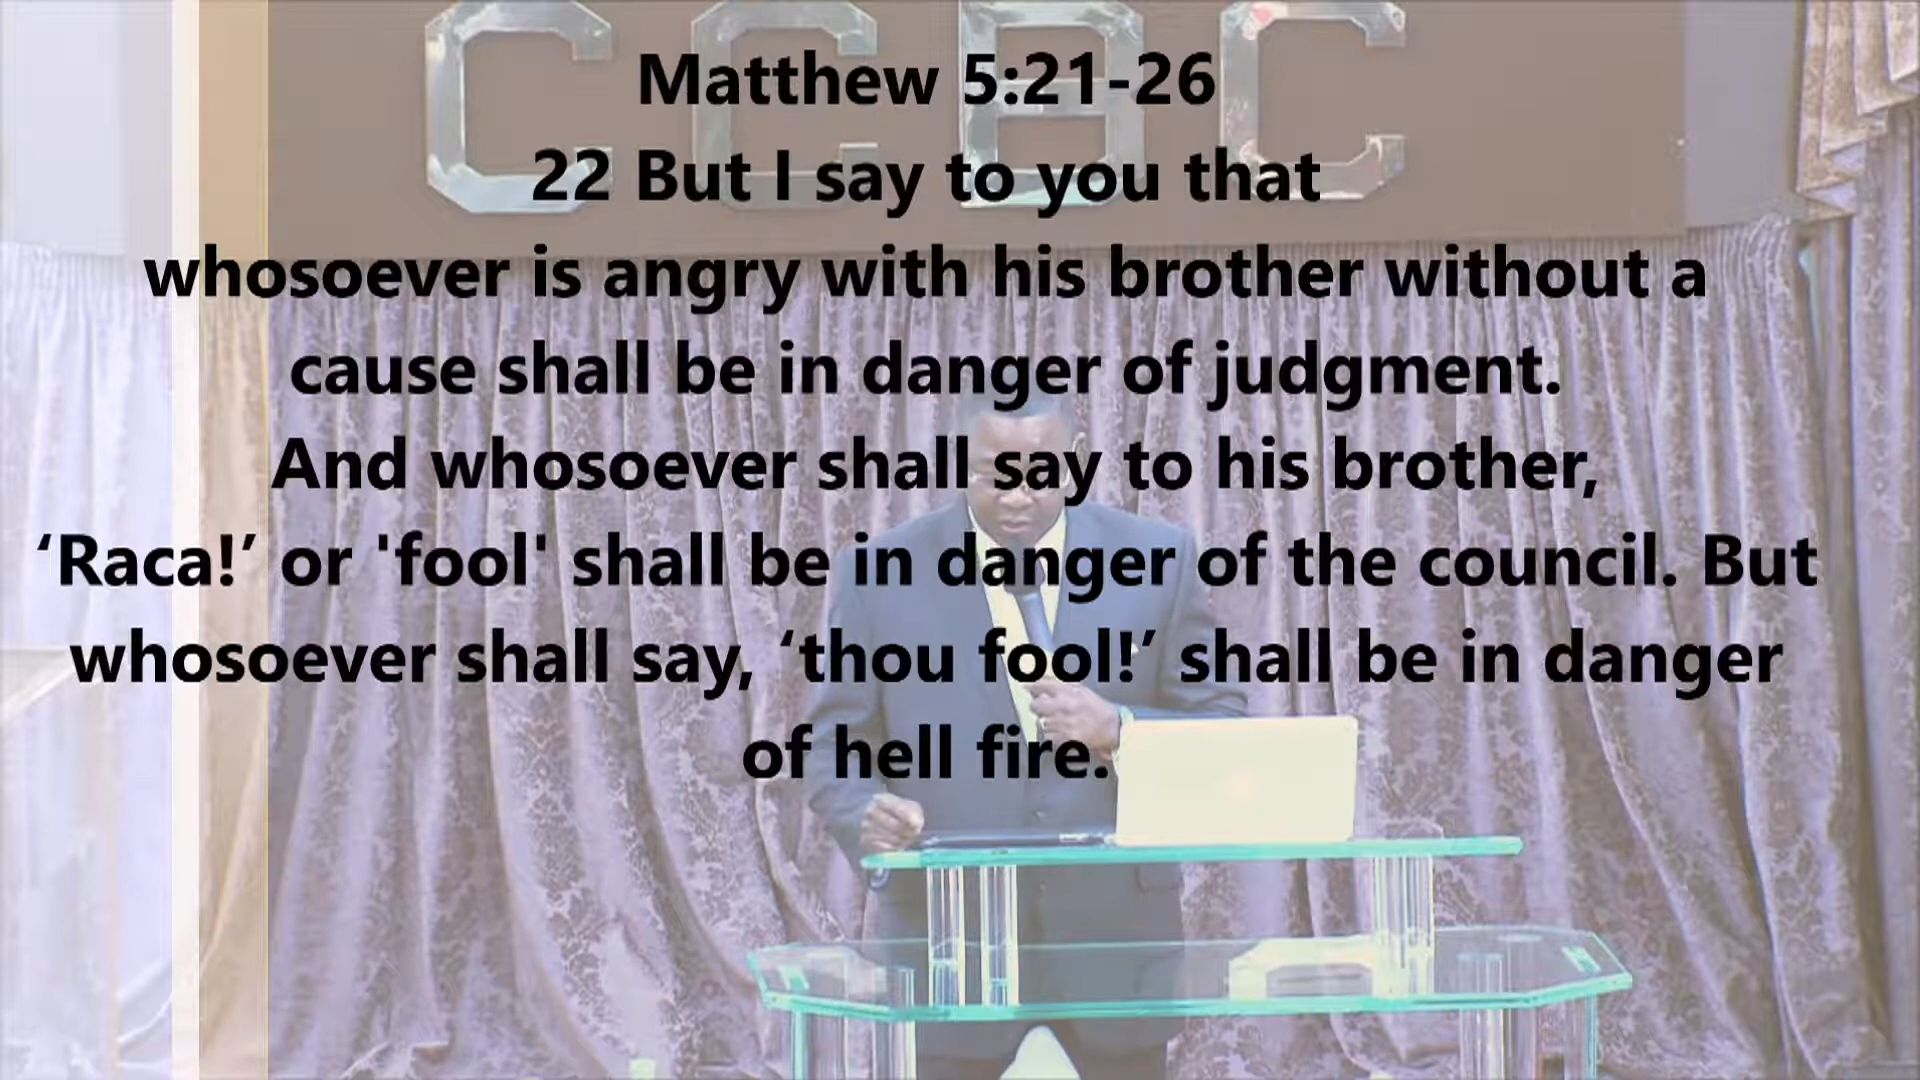 CCBC
Matthew 5:21-26
22 But I say to you that
whosoever is angry with his brother without a
cause shall be in danger of judgment.
And whosoever shall say to his brother,
‘Raca!’ or 'fool' shall be in danger of the council. But
whosoever shall say, ‘thou fool!’ shall be in danger
of hell fire.